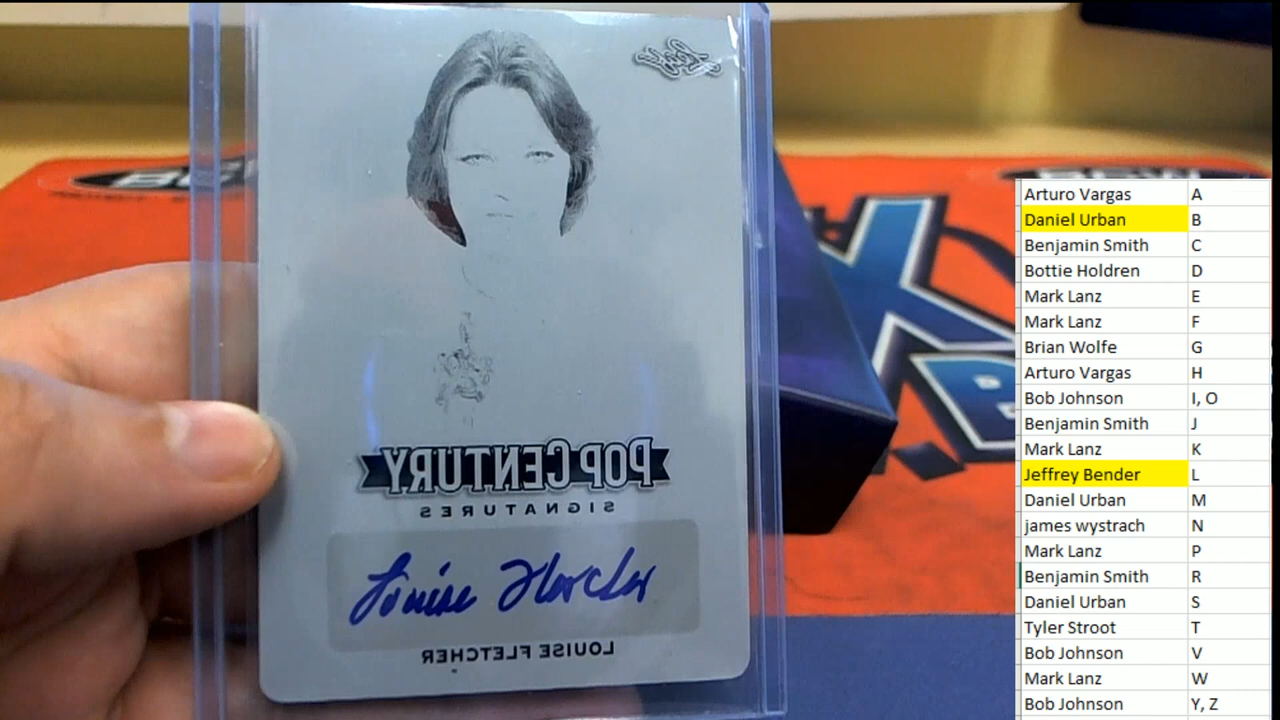 Leaf
POP CENTURY
SIGNATURES
Louise Fletcher
LOUISE FLETCHER
Arturo Vargas A
Daniel Urban B
Benjamin Smith C
Bottie Holdren D
Mark Lanz E
Mark Lanz F
Brian Wolfe G
Arturo Vargas H
Bob Johnson I, O
Benjamin Smith J
Mark Lanz K
Jeffrey Bender L
Daniel Urban M
james wystrach N
Mark Lanz P
Benjamin Smith R
Daniel Urban S
Tyler Stroot T
Bob Johnson V
Mark Lanz W
Bob Johnson Y, Z